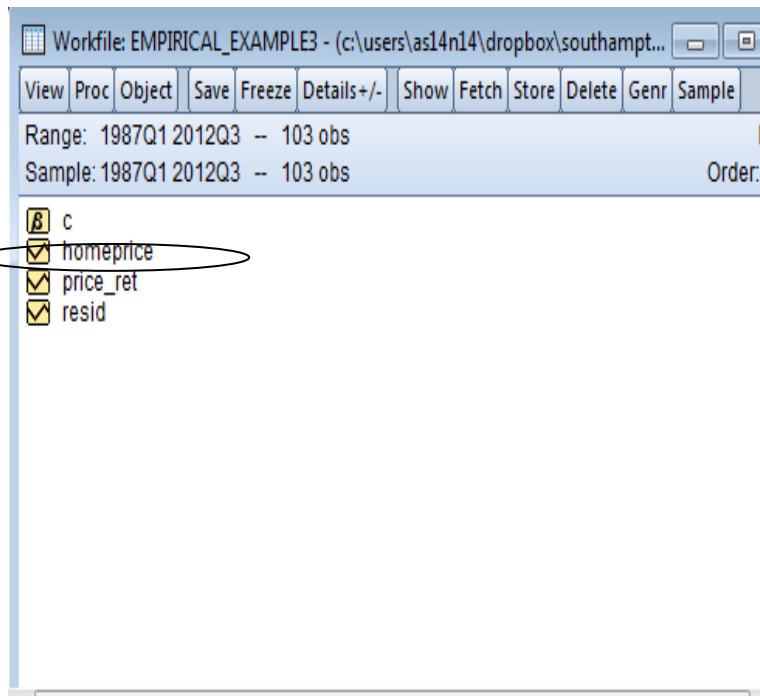 Workfile: EMPIRICAL_EXAMPLE3 - (c:\users\as14n14\dropbox\southampt...
View Proc Object Save Freeze Details+/- Show Fetch Store Delete Genr Sample
Range: 1987Q1 2012Q3 -- 103 obs
Sample: 1987Q1 2012Q3 -- 103 obs Order:
β c
homeprice
price_ret
resid